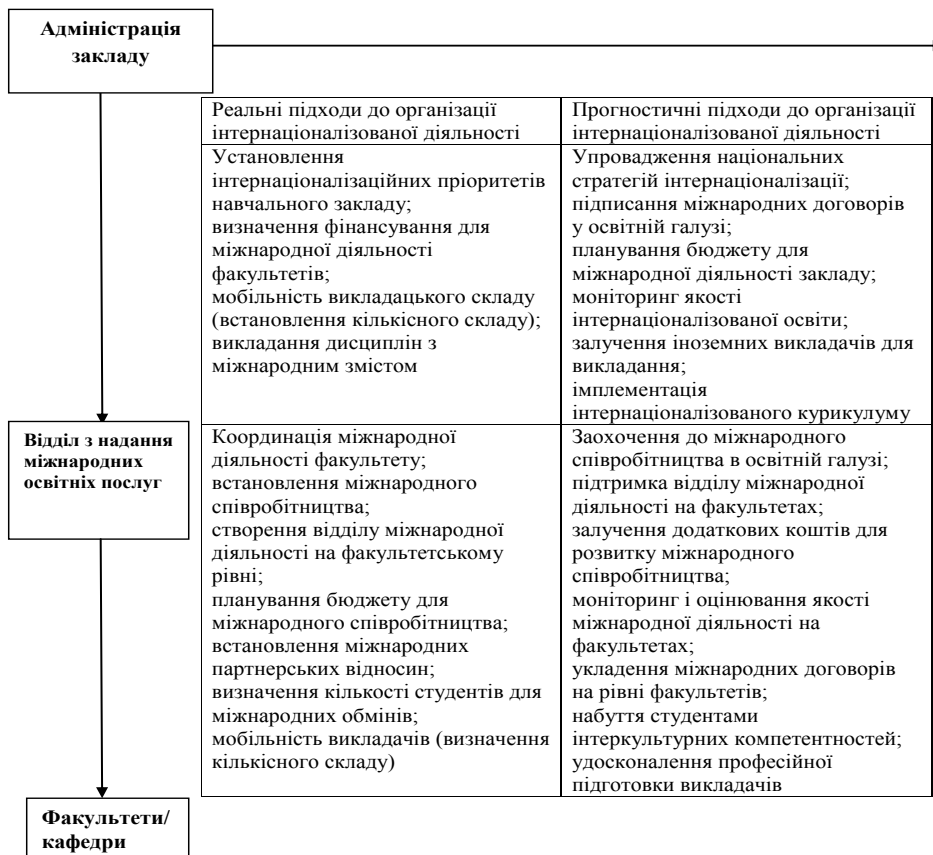 Адміністрація
закладу
Реальні підходи до організації
інтернаціоналізованої діяльності
Прогностичні підходи до організації
інтернаціоналізованої діяльності
Установлення
інтернаціоналізаційних пріоритетів
навчального закладу;
визначення фінансування для
міжнародної діяльності
факультетів;
мобільність викладацького складу
(встановлення кількісного складу);
викладання дисциплін з
міжнародним змістом
Упровадження національних
стратегій інтернаціоналізації;
підписання міжнародних договорів
у освітній галузі;
планування бюджету для
міжнародної діяльності закладу;
моніторинг якості
інтернаціоналізованої освіти;
залучення іноземних викладачів для
викладання;
імплементація
інтернаціоналізованого курикулуму
Відділ з надання
міжнародних
освітніх послуг
Координація міжнародної
діяльності факультету;
встановлення міжнародного
співробітництва;
створення відділу міжнародної
діяльності на факультетському
рівні;
планування бюджету для
міжнародного співробітництва;
встановлення міжнародних
партнерських відносин;
визначення кількості студентів для
міжнародних обмінів;
мобільність викладачів (визначення
кількісного складу)
Заохочення до міжнародного
співробітництва в освітній галузі;
підтримка відділу міжнародної
діяльності на факультетах;
залучення додаткових коштів для
розвитку міжнародного
співробітництва;
моніторинг і оцінювання якості
міжнародної діяльності на
факультетах;
укладення міжнародних договорів
на рівні факультетів;
набуття студентами
інтеркультурних компетентностей;
удосконалення професійної
підготовки викладачів
Факультети/
кафедри